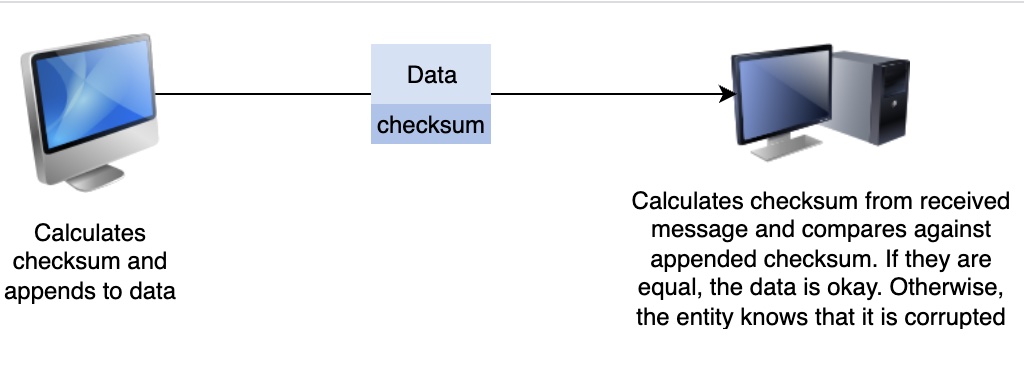 Data
checksum
Calculates
checksum and
appends to data
Calculates checksum from received
message and compares against
appended checksum. If they are
equal, the data is okay. Otherwise,
the entity knows that it is corrupted